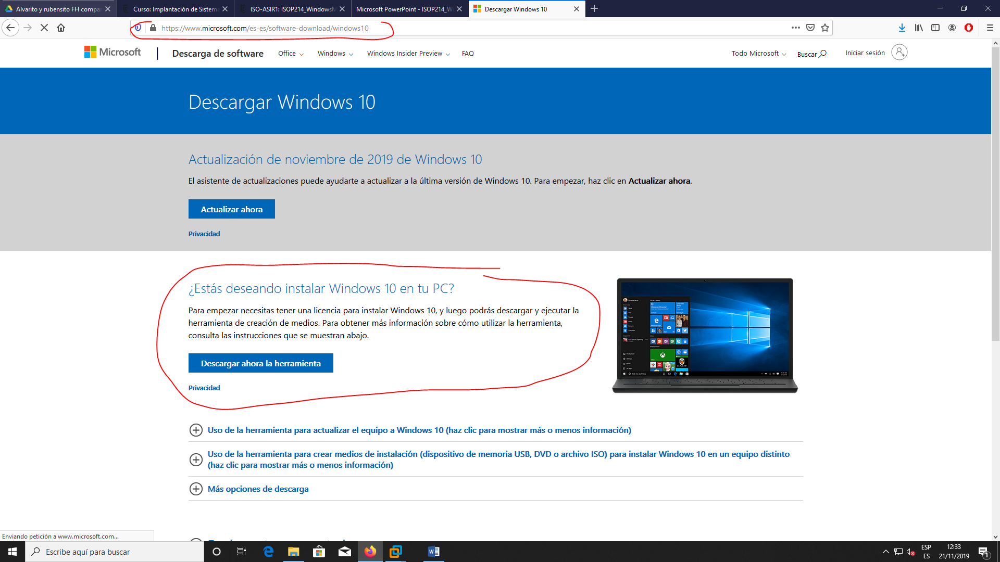 Alvarito y rubensito FH compa
Curso: Implantación de Sistema
ISO-ASIR1: ISOP214_WindowsM
Microsoft PowerPoint - ISOP214_Wi
Descargar Windows 10
https://www.microsoft.com/es-es/software-download/windows10
Microsoft
Descarga de software
Office
Windows
Windows Insider Preview
FAQ
Todo Microsoft
Buscar
Iniciar sesión
Descargar Windows 10
Actualización de noviembre de 2019 de Windows 10
El asistente de actualizaciones puede ayudarte a actualizar a la última versión de Windows 10. Para empezar, haz clic en Actualizar ahora.
Actualizar ahora
Privacidad
¿Estás deseando instalar Windows 10 en tu PC?
Para empezar necesitas tener una licencia para instalar Windows 10, y luego podrás descargar y ejecutar la
herramienta de creación de medios. Para obtener más información sobre cómo utilizar la herramienta,
consulta las instrucciones que se muestran abajo.
Descargar ahora la herramienta
Privacidad
Uso de la herramienta para actualizar el equipo a Windows 10 (haz clic para mostrar más o menos información)
Uso de la herramienta para crear medios de instalación (dispositivo de memoria USB, DVD o archivo ISO) para instalar Windows 10 en un equipo distinto
(haz clic para mostrar más o menos información)
Más opciones de descarga
Enviando petición a www.microsoft.com...
Escribe aquí para buscar
ESP
ES
12:33
21/11/2019
1